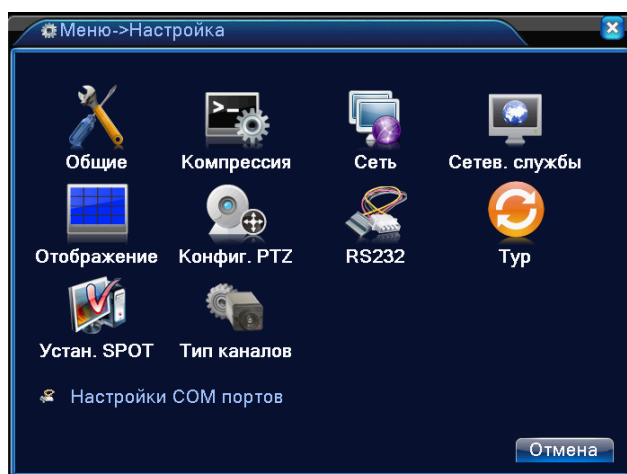 Меню->Настройка
Общие Компрессия Сеть Сетев. службы
Отображение Конфиг. PTZ RS232 Тур
Устан. SPOT Тип каналов
Настройки COM портов
Отмена